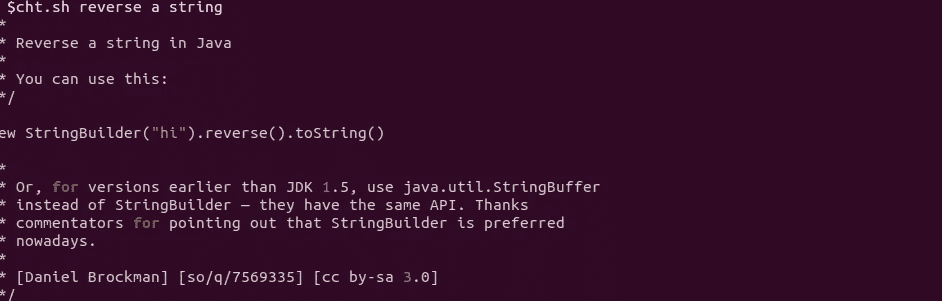 $cht.sh reverse a string
*
* Reverse a string in Java
*
* You can use this:
*/
ew StringBuilder("hi").reverse().toString()
*
* Or, for versions earlier than JDK 1.5, use java.util.StringBuffer
* instead of StringBuilder — they have the same API. Thanks
* commentators for pointing out that StringBuilder is preferred
* nowadays.
*
* [Daniel Brockman] [so/q/7569335] [cc by-sa 3.0]
*/